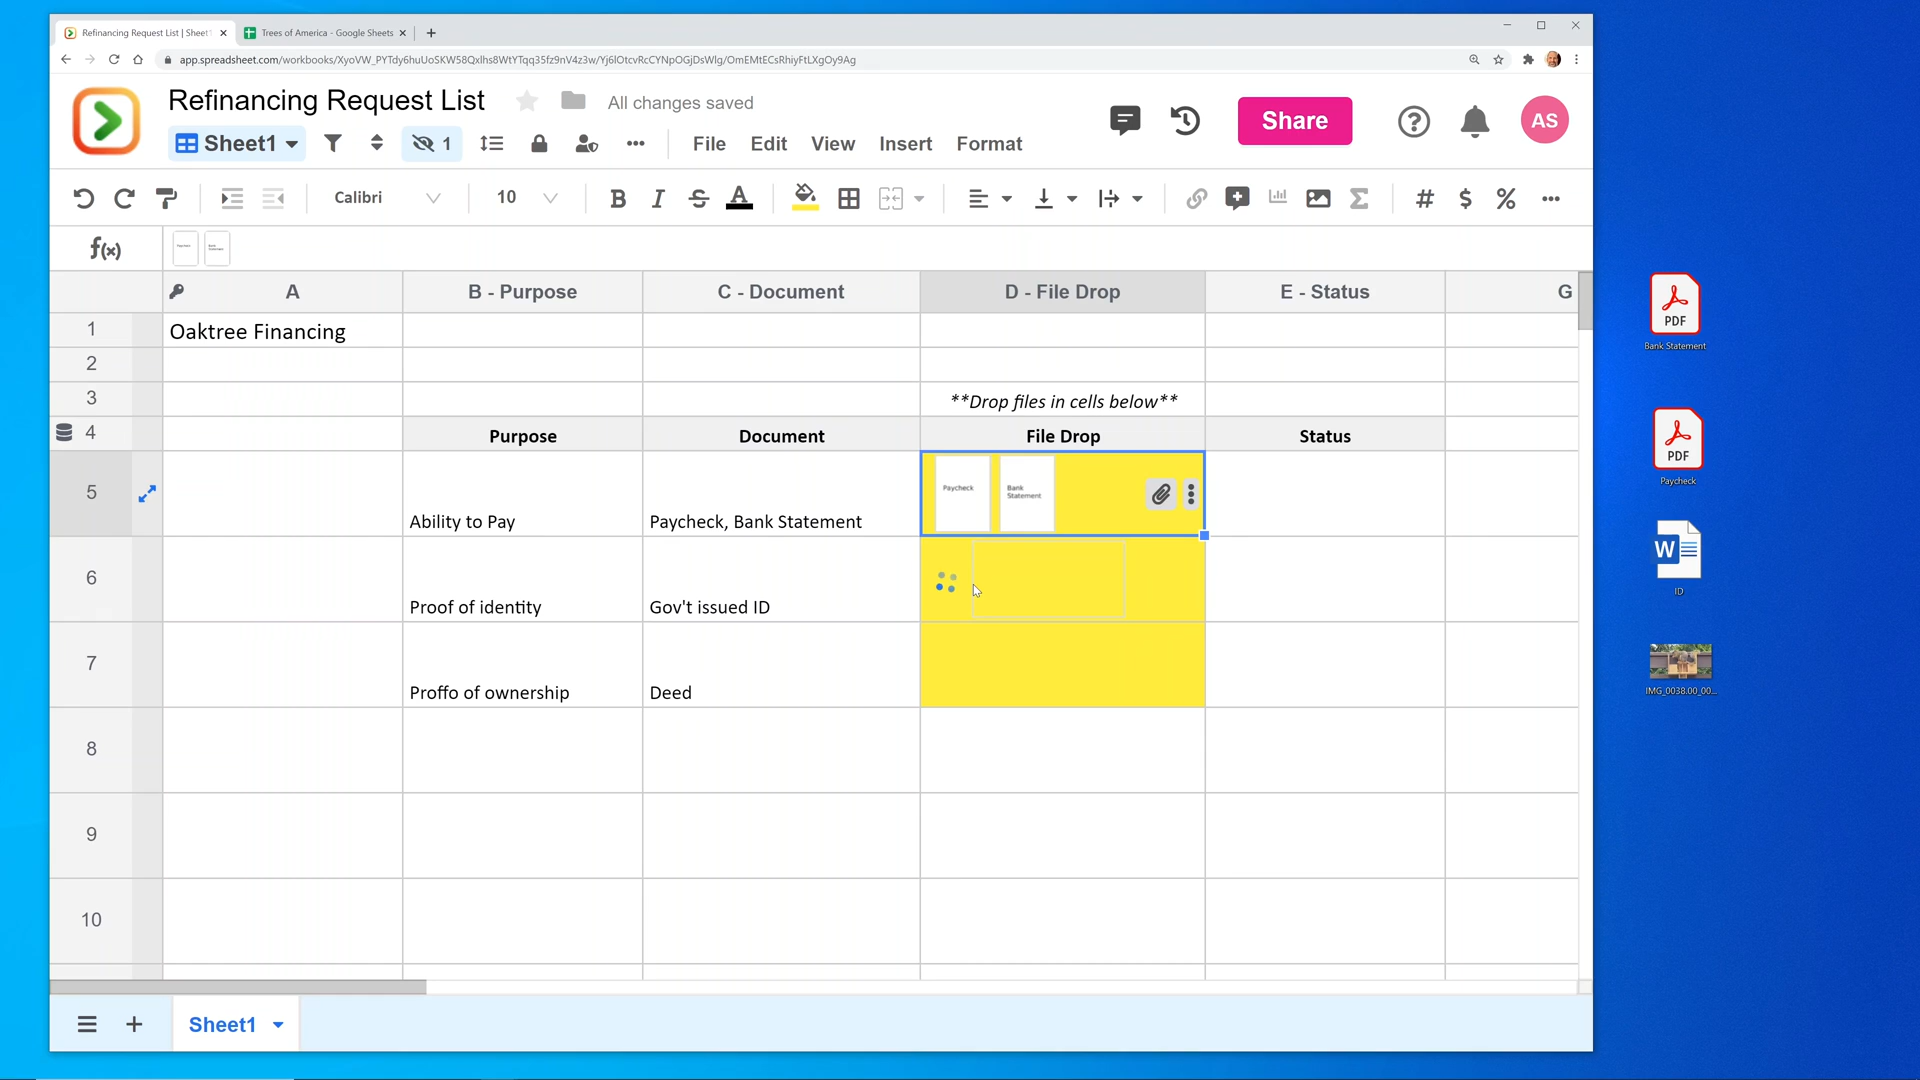 Refinancing Request List | Sheet1
Trees of America - Google Sheets
app.spreadsheet.com/workbooks/XyoVW_PYTdy6huUoSKW58Qxlhs8WtYTqq35fz9nV4z3w/Yj6lOtcvRcCYNpOGjDsWlg/OmEMtECsRhiyFtLXgOy9Ag
Refinancing Request List
All changes saved
Share
AS
Sheet1
1
File Edit View Insert Format
Calibri
10
B I S A
# $ %
f(x)
A
B - Purpose
C - Document
D - File Drop
E - Status
G
1
Oaktree Financing
2
3
**Drop files in cells below**
4
Purpose
Document
File Drop
Status
5
Ability to Pay
Paycheck, Bank Statement
Paycheck
Bank
Statement
6
Proof of identity
Gov't issued ID
7
Proffo of ownership
Deed
8
9
10
Sheet1
PDF
Bank Statement
PDF
Paycheck
W
ID
IMG_0038.00_00...